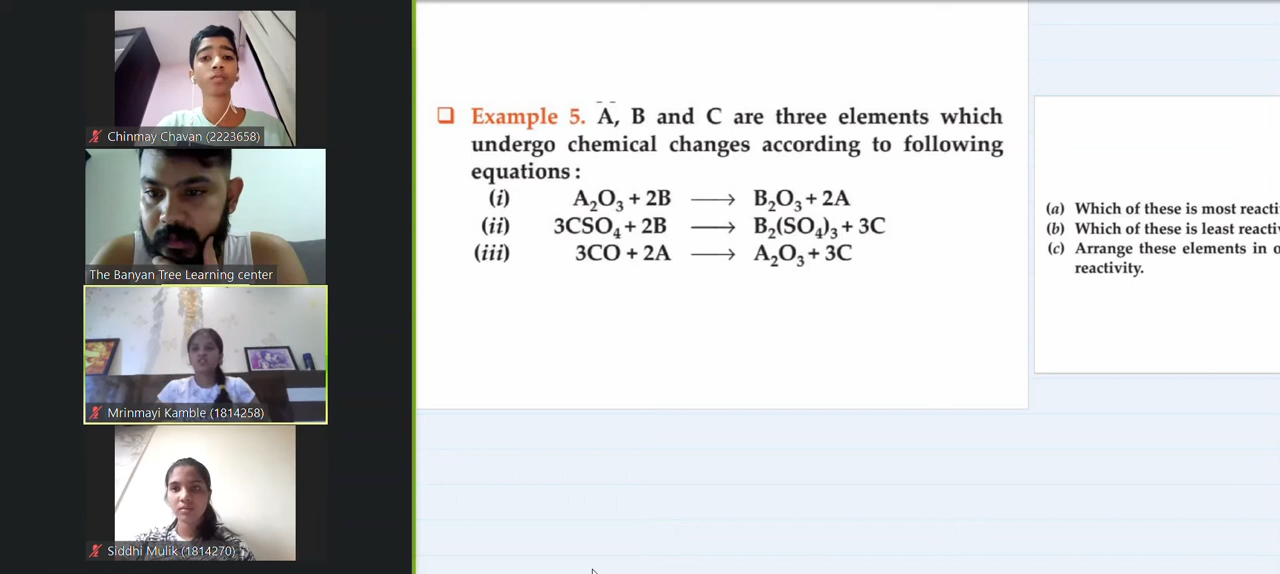 Chinmay Chavan (2223658)
The Banyan Tree Learning center
Mrinmayi Kamble (1814258)
Siddhi Mulik (1814270)
❑ Example 5. A, B and C are three elements which
undergo chemical changes according to following
equations :
(i) A₂O₃ + 2B ⟶ B₂O₃ + 2A
(ii) 3CSO₄ + 2B ⟶ B₂(SO₄)₃ + 3C
(iii) 3CO + 2A ⟶ A₂O₃ + 3C
(a) Which of these is most reacti
(b) Which of these is least reactiv
(c) Arrange these elements in o
reactivity.